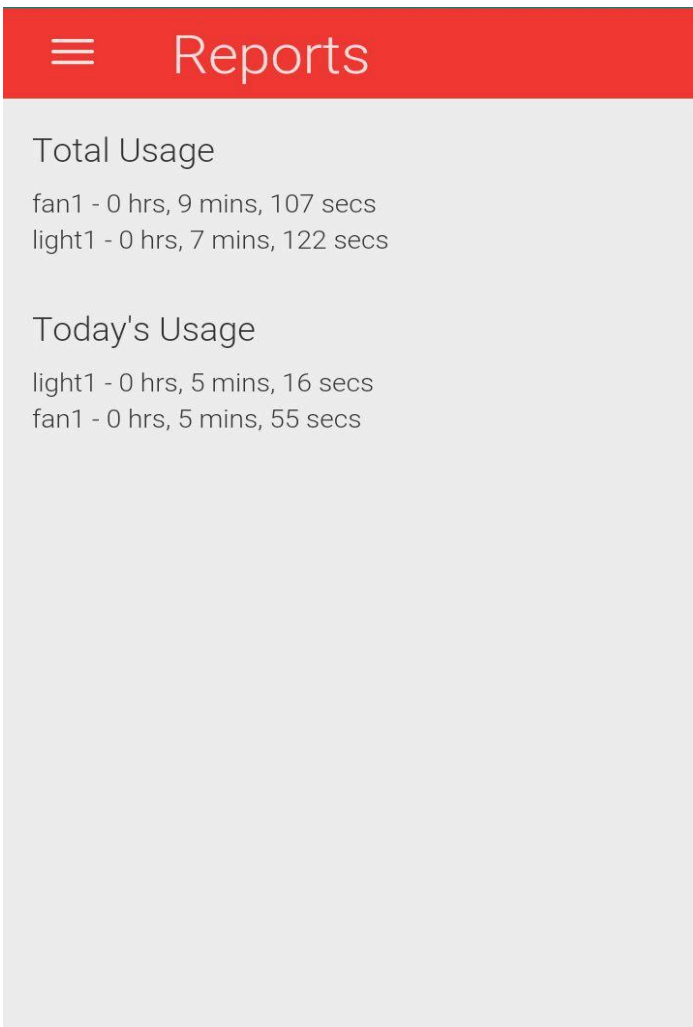 Reports
Total Usage
fan1 - 0 hrs, 9 mins, 107 secs
light1 - 0 hrs, 7 mins, 122 secs
Today's Usage
light1 - 0 hrs, 5 mins, 16 secs
fan1 - 0 hrs, 5 mins, 55 secs